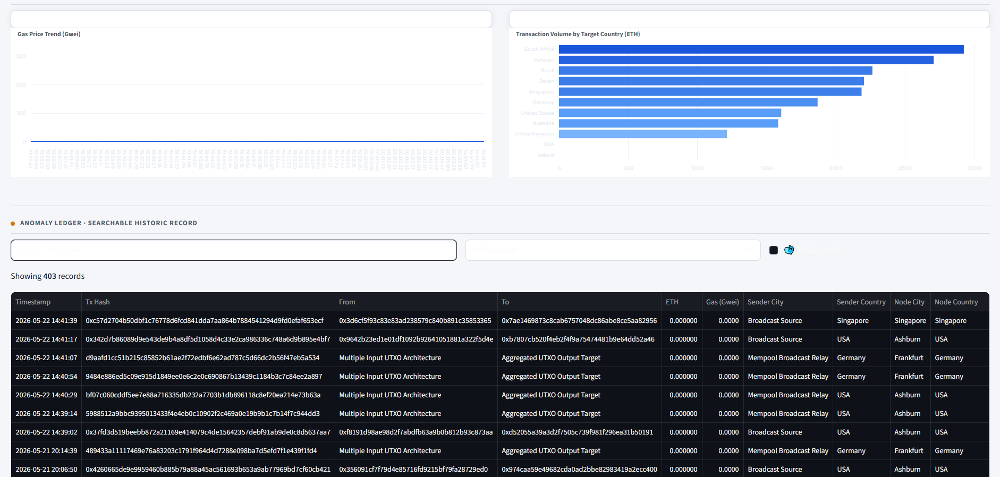 Gas Price Trend (Gwei)
300
200
100
0
Transaction Volume by Target Country (ETH)
South Africa
Pakistan
Brazil
Japan
Singapore
Germany
United States
Australia
United Kingdom
USA
Ireland
0 500 1000 1500 2000 2500 3000
ANOMALY LEDGER · SEARCHABLE HISTORIC RECORD
All Countries
Showing 403 records
Timestamp Tx Hash From To ETH Gas (Gwei) Sender City Sender Country Node City Node Country
2026-05-22 14:41:39 0xc57d2704b50dbf1c76778d6fcd841dda7aa864b7884541294d9fd0efaf653ecf 0x3d6cf5f93c83e83ad238579c840b891c35853365 0x7ae1469873c8cab6757048dc86abe8ce5aa82956 0.000000 0.0000 Broadcast Source Singapore Singapore Singapore
2026-05-22 14:41:17 0x342d7b86089d9e543de9b4a8df5d1058d4c33e2ca986336c748a6d9b895e4bf7 0x9642b23ed1e01df1092b92641051881a322f5d4e 0xb7807cb520f4eb2f4f9a75474481b9e64dd52a46 0.000000 0.0000 Broadcast Source USA Ashburn USA
2026-05-22 14:41:07 d9aafd1cc51b215c85852b61ae2f72edbf6e62ad787c5d66dc2b56f47eb5a534 Multiple Input UTXO Architecture Aggregated UTXO Output Target 0.000000 0.0000 Mempool Broadcast Relay Germany Frankfurt Germany
2026-05-22 14:40:54 9484e886ed5c09e915d1849ee0e6c2e0c690867b13439c1184b3c7c84ee2a897 Multiple Input UTXO Architecture Aggregated UTXO Output Target 0.000000 0.0000 Mempool Broadcast Relay Germany Frankfurt Germany
2026-05-22 14:40:29 bf07c060cddf5ee7e88a716335db232a7703b1db896118c8ef20ea214e73b63a Multiple Input UTXO Architecture Aggregated UTXO Output Target 0.000000 0.0000 Mempool Broadcast Relay USA Ashburn USA
2026-05-22 14:39:14 5988512a9bbc9395013433f4e4eb0c10902f2c469a0e19b9b1c7b14f7c944dd3 Multiple Input UTXO Architecture Aggregated UTXO Output Target 0.000000 0.0000 Mempool Broadcast Relay USA Ashburn USA
2026-05-22 14:39:02 0x37fd3d519beebb872a21169e414079c4de15642357debf91ab9de0c8d5637aa7 0xf8191d98ae98d2f7abdfb63a9b0b812b93c873aa 0xd52055a39a3d2f7505c739f981f296ea31b50191 0.000000 0.0000 Broadcast Source USA Ashburn USA
2026-05-21 20:14:39 489433a11117469e76a83203c1791f964d4d7288e098ba7d5efd7f1e439f1fd4 Multiple Input UTXO Architecture Aggregated UTXO Output Target 0.000000 0.0000 Mempool Broadcast Relay Germany Frankfurt Germany
2026-05-21 20:06:50 0x4260665de9e9959460b885b79a88a45ac561693b653a9ab77969bd7cf60cb421 0x356091cf7f79d4e85716fd9215bf79fa28729ed0 0x974caa59e49682cda0ad2bbe82983419a2ecc400 0.000000 0.0000 Broadcast Source USA Ashburn USA